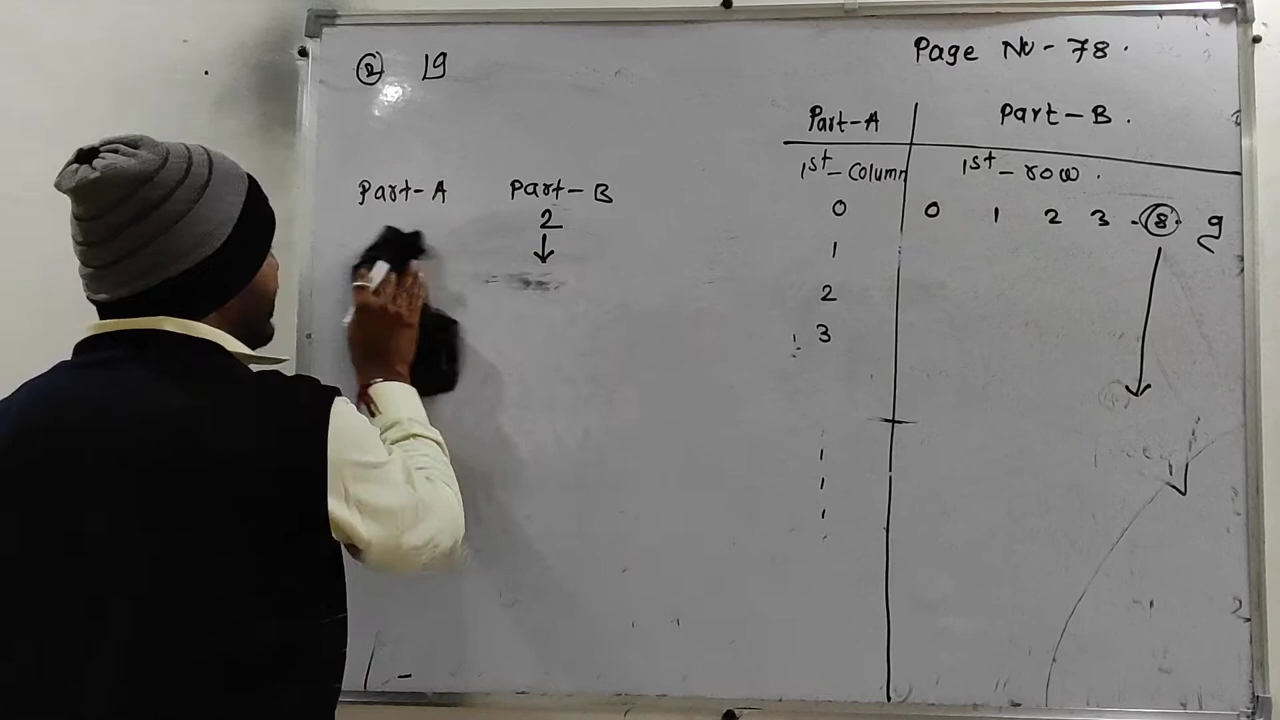 ② 19
Page No - 78.
Part-A Part-B.
1st-Column 1st-row.
Part-A Part-B
2
0 0 1 2 3 8 9
1
2
3